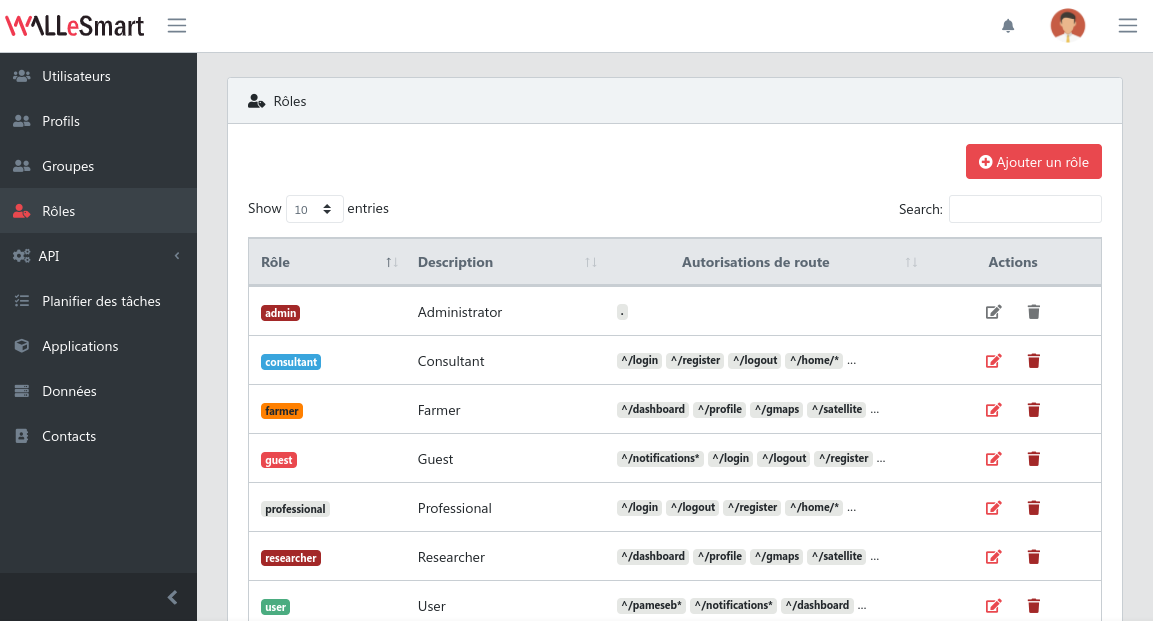 WALLeSmart
Utilisateurs
Profils
Groupes
Rôles
API
Planifier des tâches
Applications
Données
Contacts
Rôles
Ajouter un rôle
Show 10 entries
Search:
Rôle Description Autorisations de route Actions
admin Administrator .
consultant Consultant ^/login ^/register ^/logout ^/home/* ...
farmer Farmer ^/dashboard ^/profile ^/gmaps ^/satellite ...
guest Guest ^/notifications* ^/login ^/logout ^/register ...
professional Professional ^/login ^/logout ^/register ^/home/* ...
researcher Researcher ^/dashboard ^/profile ^/gmaps ^/satellite ...
user User ^/pameseb* ^/notifications* ^/dashboard ...